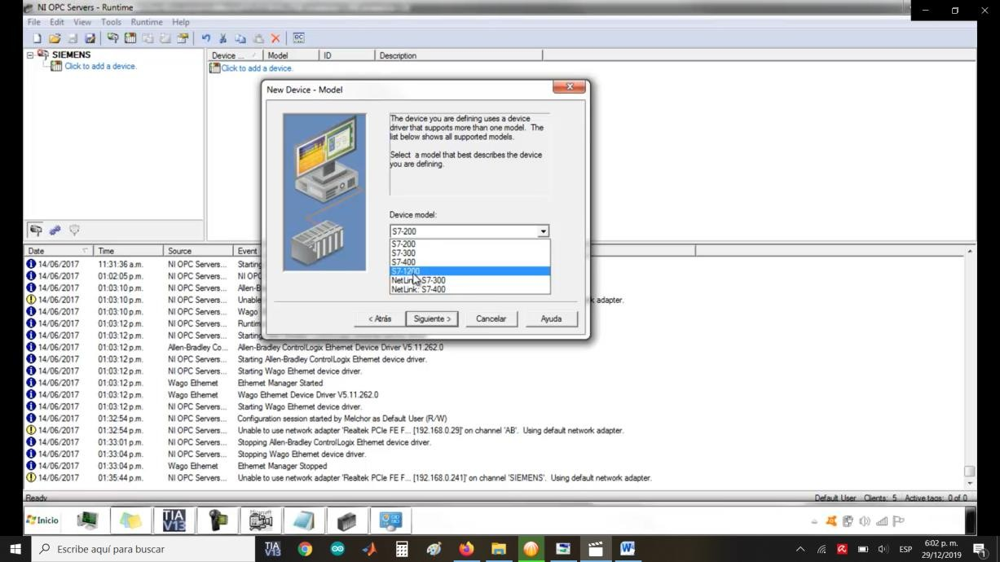 NI OPC Servers - Runtime
File Edit View Tools Runtime Help
SIEMENS
Click to add a device.
Device ... Model ID Description
Click to add a device.
New Device - Model
The device you are defining uses a device
driver that supports more than one model. The
list below shows all supported models.
Select a model that best describes the device
you are defining.
Device model:
S7-200
S7-200
S7-300
S7-400
S7-1200
NetLink: S7-300
NetLink: S7-400
< Atrás Siguiente > Cancelar Ayuda
Date Time Source Event
14/06/2017 11:31:36 a.m. NI OPC Servers... Starting
14/06/2017 01:02:05 p.m. NI OPC Servers... NI OPC
14/06/2017 01:03:10 p.m. NI OPC Servers... Allen-B
14/06/2017 01:03:10 p.m. NI OPC Servers... Unable k adapter.
14/06/2017 01:03:10 p.m. NI OPC Servers... Wago
14/06/2017 01:03:12 p.m. NI OPC Servers... Runtim
14/06/2017 01:03:12 p.m. NI OPC Servers... Starting
14/06/2017 01:03:12 p.m. Allen-Bradley Co... Allen-Bradley ControlLogix Ethernet Device Driver V5.11.262.0
14/06/2017 01:03:12 p.m. NI OPC Servers... Starting Allen-Bradley ControlLogix Ethernet device driver.
14/06/2017 01:03:12 p.m. NI OPC Servers... Starting Wago Ethernet device driver.
14/06/2017 01:03:12 p.m. Wago Ethernet Ethernet Manager Started
14/06/2017 01:03:12 p.m. Wago Ethernet Wago Ethernet Device Driver V5.11.262.0
14/06/2017 01:03:12 p.m. NI OPC Servers... Starting Wago Ethernet device driver.
14/06/2017 01:32:54 p.m. NI OPC Servers... Configuration session started by Melchor as Default User (R/W)
14/06/2017 01:32:54 p.m. NI OPC Servers... Unable to use network adapter 'Realtek PCIe FE F... [192.168.0.29]' on channel 'AB'. Using default network adapter.
14/06/2017 01:33:01 p.m. NI OPC Servers... Stopping Allen-Bradley ControlLogix Ethernet device driver.
14/06/2017 01:33:04 p.m. NI OPC Servers... Stopping Wago Ethernet device driver.
14/06/2017 01:33:04 p.m. Wago Ethernet Ethernet Manager Stopped
14/06/2017 01:35:44 p.m. NI OPC Servers... Unable to use network adapter 'Realtek PCIe FE F... [192.168.0.241]' on channel 'SIEMENS'. Using default network adapter.
Ready Default User Clients: 5 Active tags: 0 of 0
Inicio TIA V13
Escribe aquí para buscar TIA V13 ESP 6:02 p. m.
29/12/2019